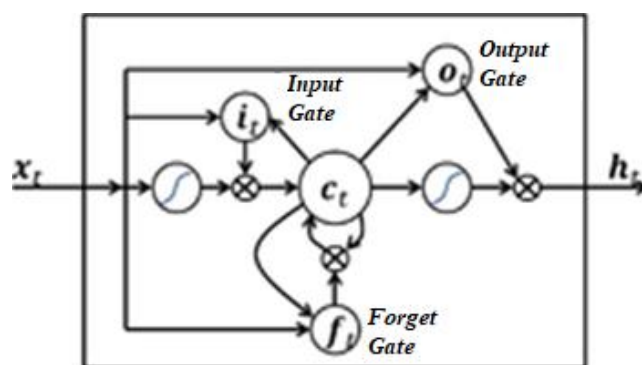 Output
Gate
o_t
Input
Gate
i_t
x_t
c_t
h_t
f_t
Forget
Gate